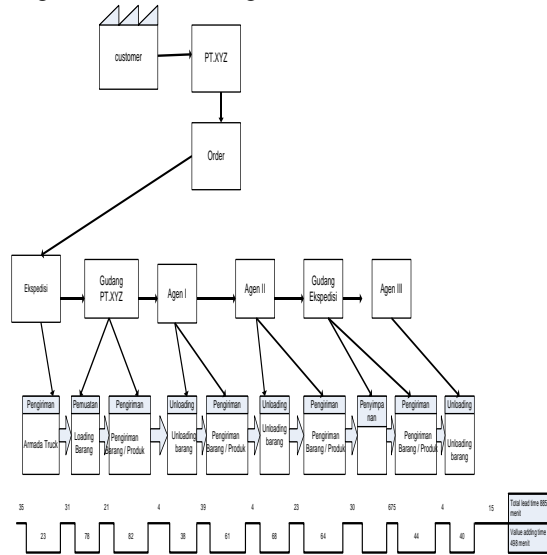 customer
PT.XYZ
Order
Ekspedisi
Gudang
PT.XYZ
Agen I
Agen II
Gudang
Ekspedisi
Agen III
Pengiriman
Armada Truck
Pemuatan
Loading
Barang
Pengiriman
Pengiriman
Barang / Produk
Unloading
Unloading
barang
Pengiriman
Pengiriman
Barang / Produk
Unloading
Unloading
barang
Pengiriman
Pengiriman
Barang / Produk
Penyimpa
nan
Pengiriman
Pengiriman
Barang / Produk
Unloading
Unloading
barang
35 31 21 4 39 4 23 30 675 4 15
23 78 82 38 61 68 64 44 40
Total lead time 885
menit
Vallue adding time
498 menit